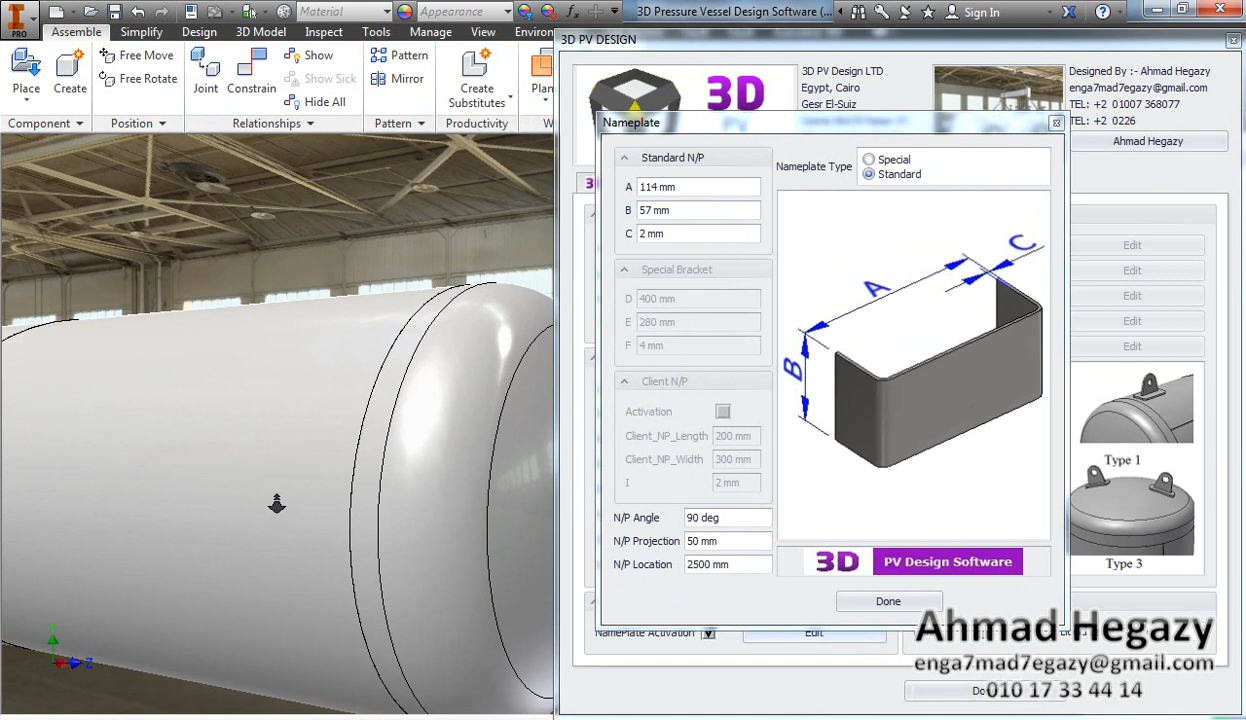 Material
Appearance
fx
3D Pressure Vessel Design Software (...
Sign In
PRO
Assemble
Simplify
Design
3D Model
Inspect
Tools
Manage
View
Environ
Place
Create
Free Move
Free Rotate
Joint
Constrain
Show
Show Sick
Hide All
Pattern
Mirror
Create
Substitutes
Plan
Component
Position
Relationships
Pattern
Productivity
3D PV DESIGN
3D
3D PV Design LTD
Egypt, Cairo
Gesr El-Suiz
Designed By :- Ahmad Hegazy
enga7mad7egazy@gmail.com
TEL: +2 01007 368077
TEL: +2 0226
Ahmad Hegazy
Nameplate
Standard N/P
A 114 mm
B 57 mm
C 2 mm
Special Bracket
D 400 mm
E 280 mm
F 4 mm
Client N/P
Activation
Client_NP_Length 200 mm
Client_NP_Width 300 mm
I 2 mm
N/P Angle 90 deg
N/P Projection 50 mm
N/P Location 2500 mm
Nameplate Type
Special
Standard
A
B
C
3D PV Design Software
Done
Edit
Edit
Edit
Edit
Edit
Type 1
Type 3
NamePlate Activation
Edit
Ahmad Hegazy
enga7mad7egazy@gmail.com
010 17 33 44 14
Y
Z